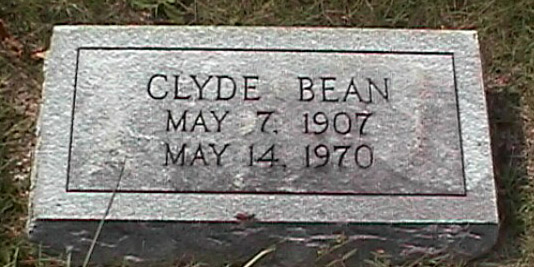 CLYDE BEAN
MAY 7, 1907
MAY 14, 1970